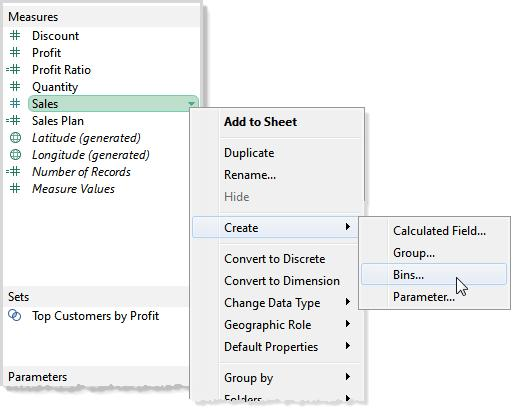 Measures
Discount
Profit
Profit Ratio
Quantity
Sales
Sales Plan
Latitude (generated)
Longitude (generated)
Number of Records
Measure Values
Sets
Top Customers by Profit
Parameters
Add to Sheet
Duplicate
Rename...
Hide
Create
Convert to Discrete
Convert to Dimension
Change Data Type
Geographic Role
Default Properties
Group by
Folders
Calculated Field...
Group...
Bins...
Parameter...